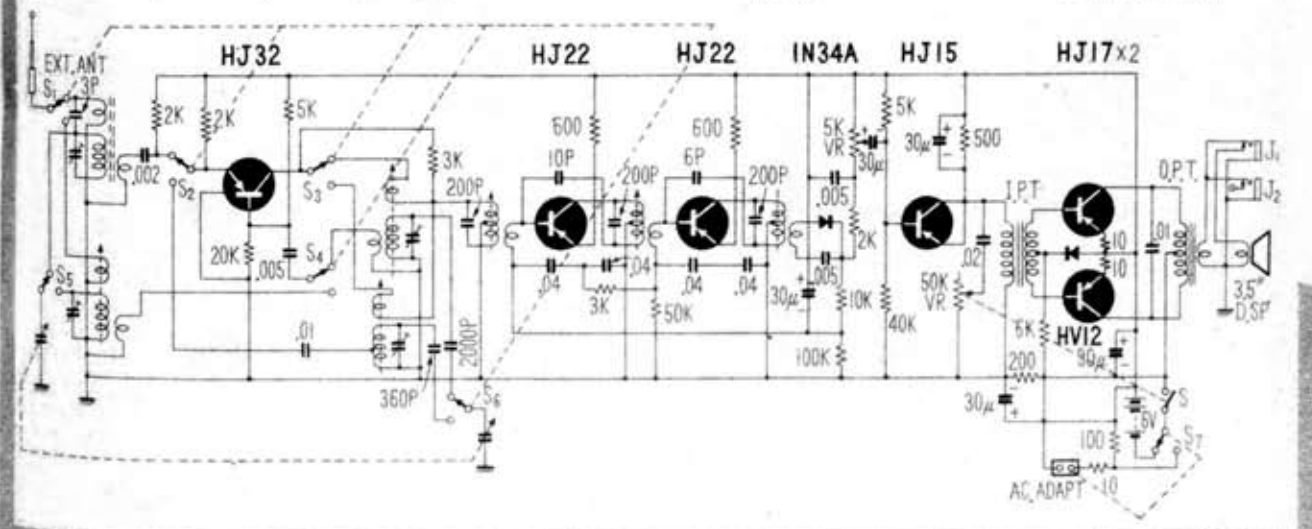 HJ32
HJ22
HJ22
IN34A
HJ15
HJ17×2
EXT. ANT
S1
3P
2K
2K
5K
600
10P
600
6P
5K
VR
5K
30μ
30μ
500
J1
J2
.002
S2
S3
3K
200P
200P
200P
.005
I.P.T
O.P.T.
2K
S5
20K
.005
S4
.04
.04
3K
.04
.04
50K
.005
30μ
10K
40K
.02
50K
VR
10
10
.01
3.5"
D.SP
HV12
6K
90μ
.01
360P
2000P
100K
200
S6
30μ
100
6V
S
S7
AC. ADAPT
10